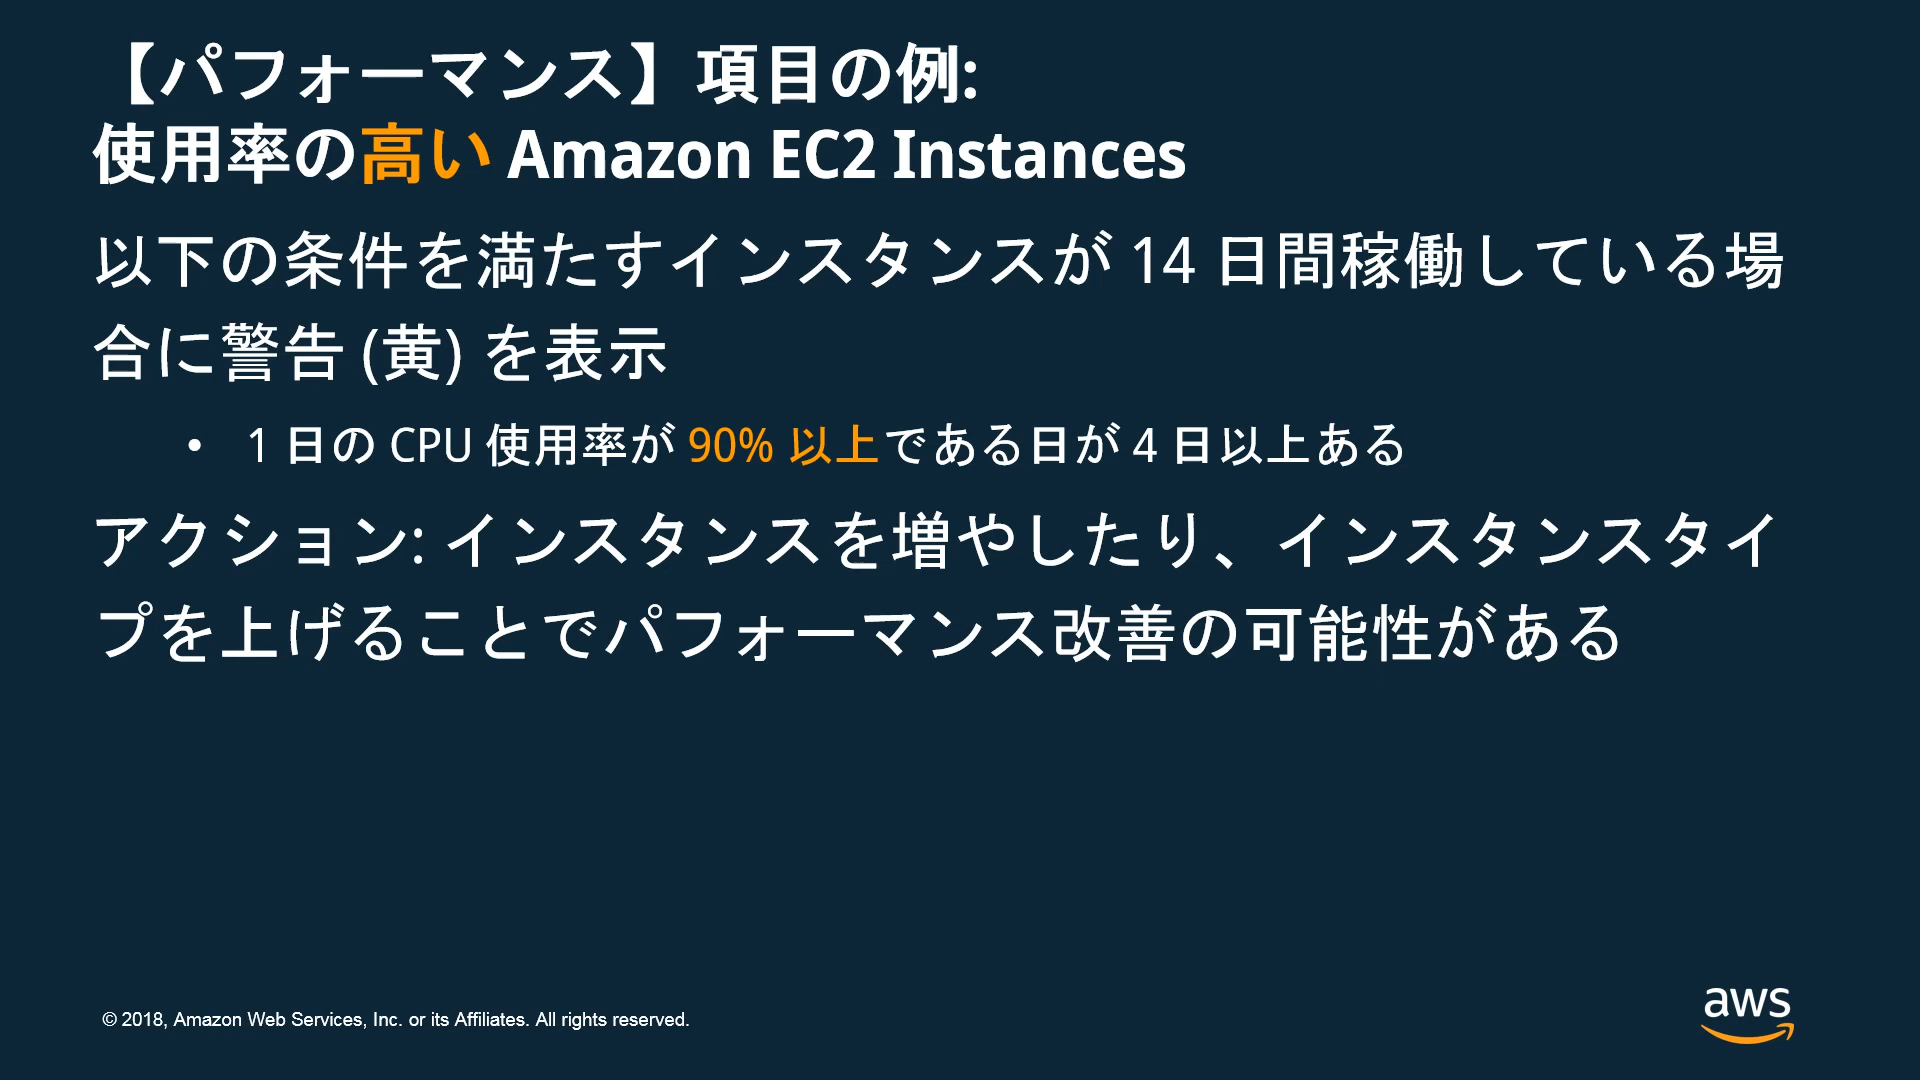 【パフォーマンス】項目の例:
使用率の高い Amazon EC2 Instances
以下の条件を満たすインスタンスが 14 日間稼働している場
合に警告 (黄) を表示
• 1 日の CPU 使用率が 90% 以上である日が 4 日以上ある
アクション: インスタンスを増やしたり、インスタンスタイ
プを上げることでパフォーマンス改善の可能性がある
© 2018, Amazon Web Services, Inc. or its Affiliates. All rights reserved.
aws